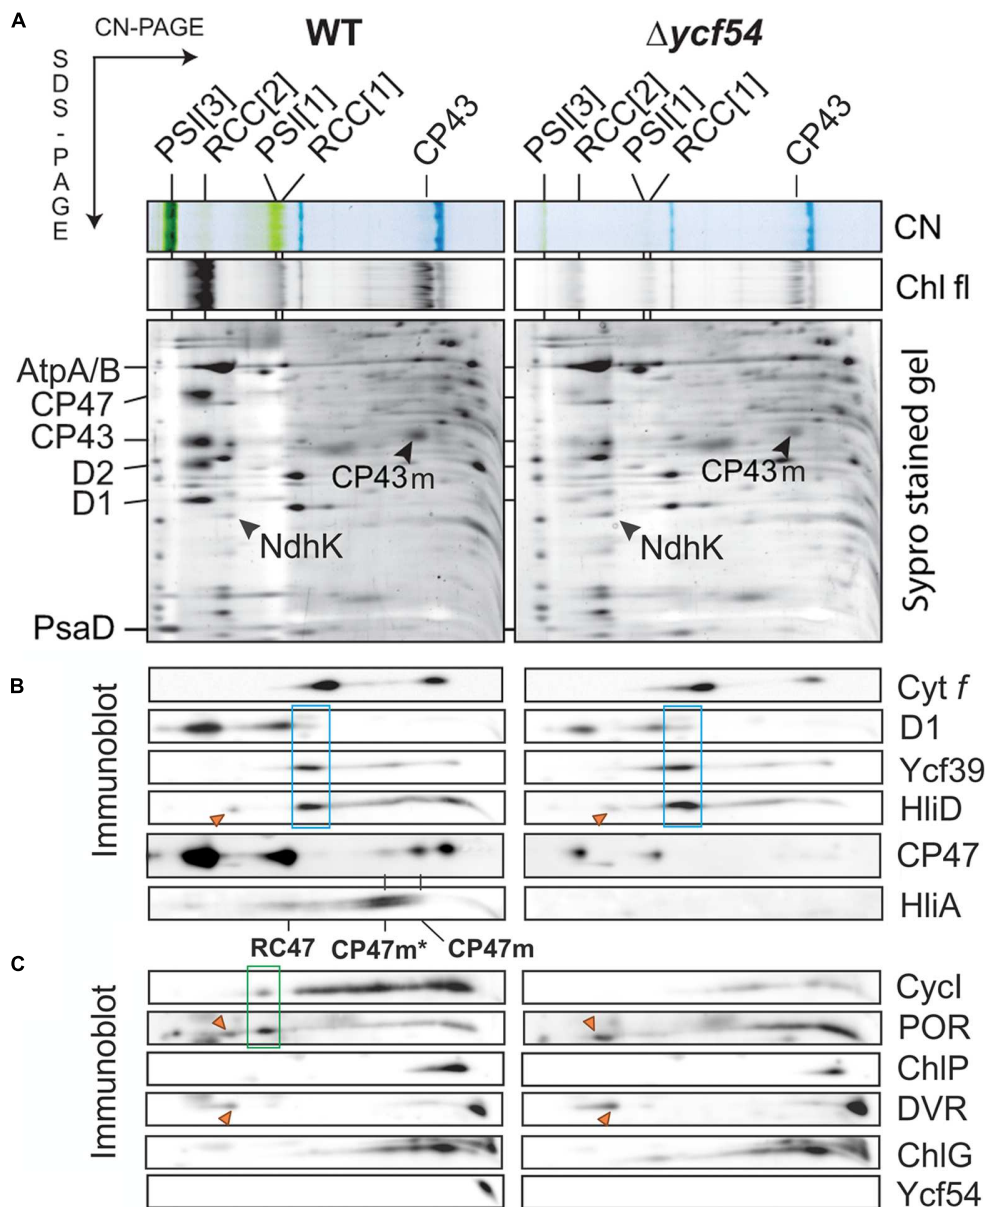 A
CN-PAGE
WT
Δycf54
SDS-PAGE
PSI[3]
RCC[2]
PSI[1]
RCC[1]
CP43
PSI[3]
RCC[2]
PSI[1]
RCC[1]
CP43
CN
Chl fl
AtpA/B
CP47
CP43
D2
D1
PsaD
CP43m
NdhK
CP43m
NdhK
Sypro stained gel
B
Immunoblot
Cyt f
D1
Ycf39
HliD
CP47
HliA
RC47
CP47m*
CP47m
C
Immunoblot
CycI
POR
ChlP
DVR
ChlG
Ycf54